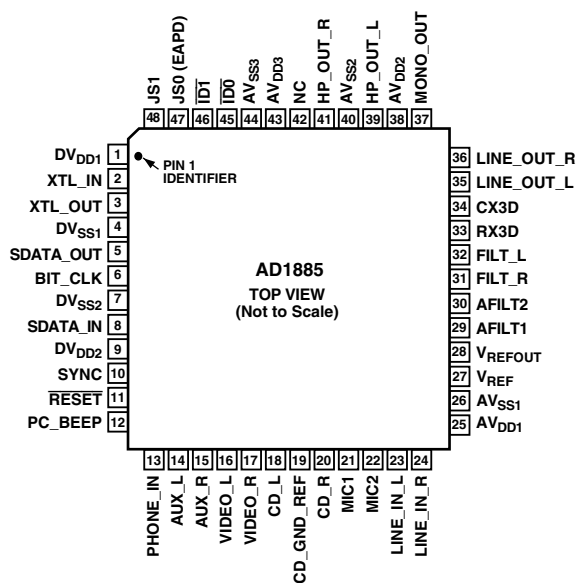 JS1
JS0 (EAPD)
ID1
ID0
AVSS3
AVDD3
NC
HP_OUT_R
AVSS2
HP_OUT_L
AVDD2
MONO_OUT
48 47 46 45 44 43 42 41 40 39 38 37
DVDD1 1
XTL_IN 2
XTL_OUT 3
DVSS1 4
SDATA_OUT 5
BIT_CLK 6
DVSS2 7
SDATA_IN 8
DVDD2 9
SYNC 10
RESET 11
PC_BEEP 12
PIN 1
IDENTIFIER
AD1885
TOP VIEW
(Not to Scale)
36 LINE_OUT_R
35 LINE_OUT_L
34 CX3D
33 RX3D
32 FILT_L
31 FILT_R
30 AFILT2
29 AFILT1
28 VREFOUT
27 VREF
26 AVSS1
25 AVDD1
13 14 15 16 17 18 19 20 21 22 23 24
PHONE_IN
AUX_L
AUX_R
VIDEO_L
VIDEO_R
CD_L
CD_GND_REF
CD_R
MIC1
MIC2
LINE_IN_L
LINE_IN_R